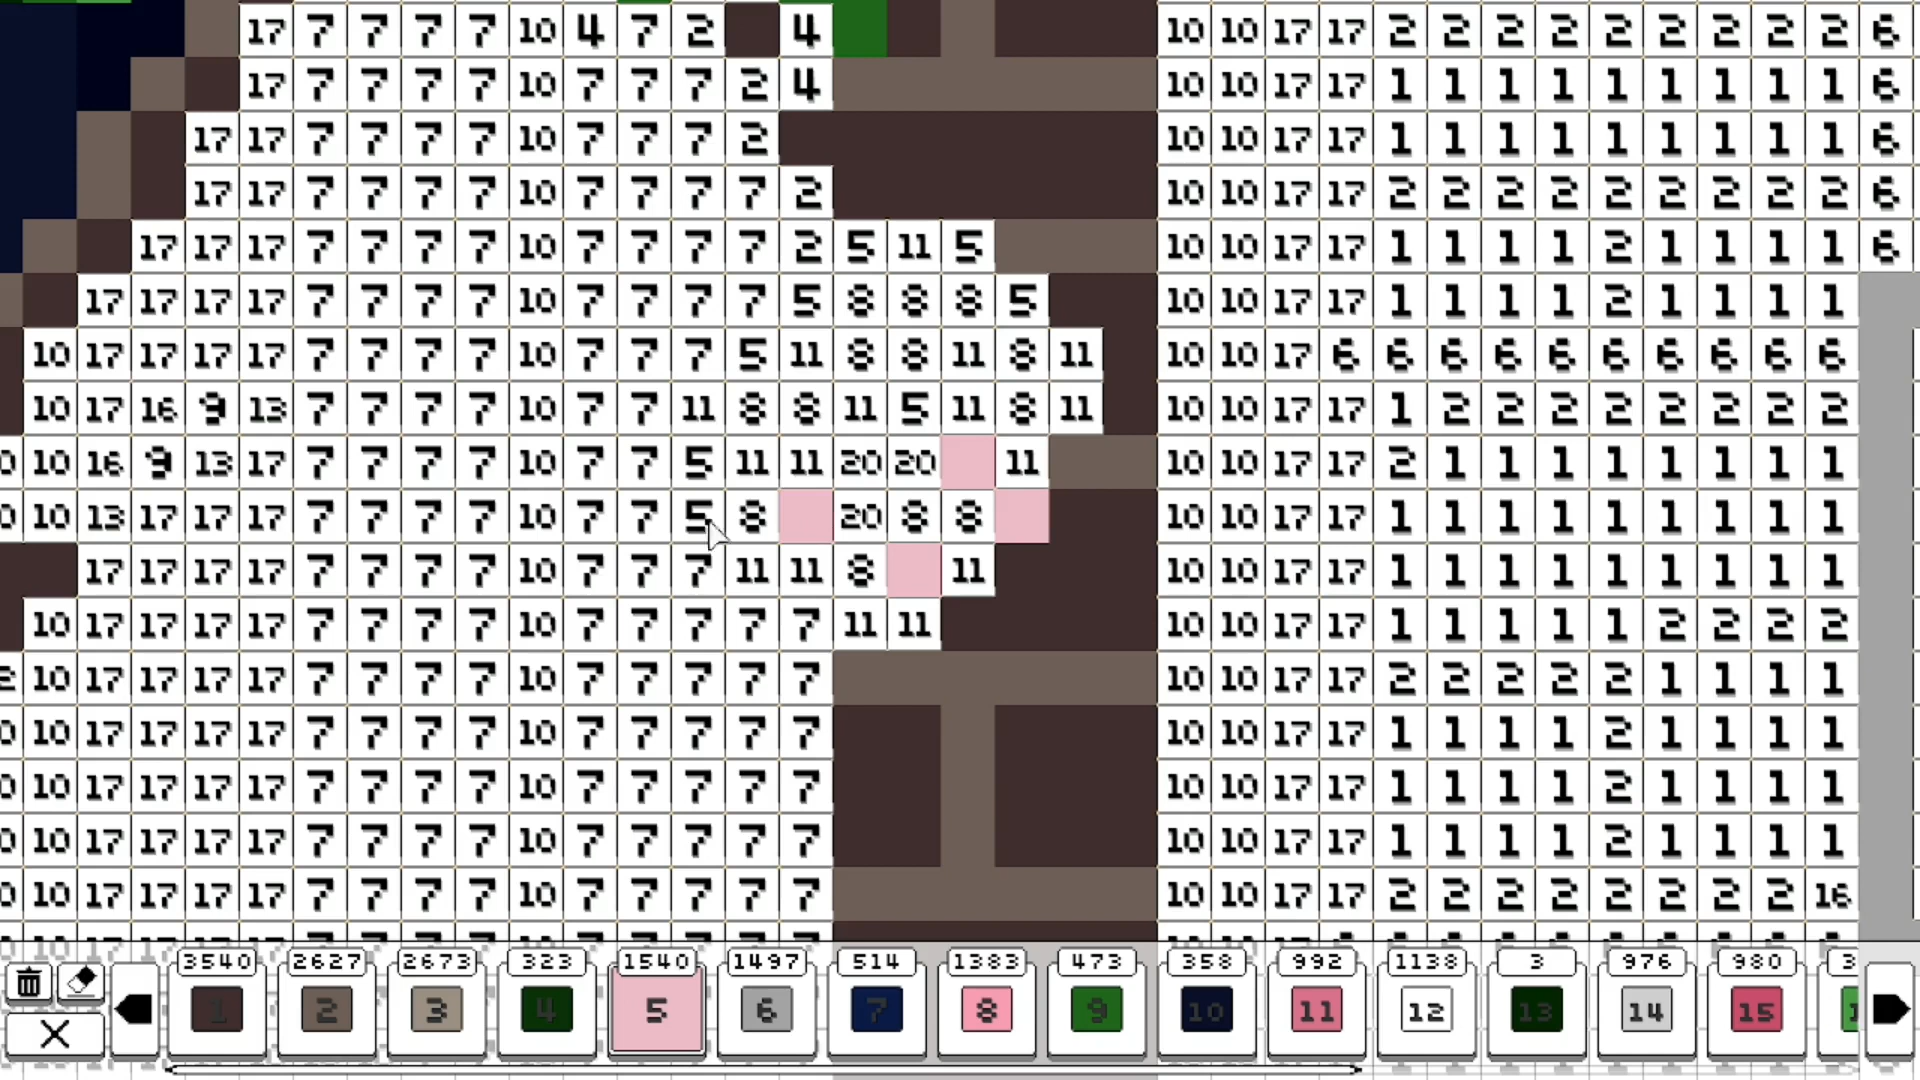 17 7 7 7 7 10 4 7 2 4 10 10 17 17 2 2 2 2 2 2 2 2 2 6
17 7 7 7 7 10 7 7 7 2 4 10 10 17 17 1 1 1 1 1 1 1 1 1 6
17 17 7 7 7 7 10 7 7 7 2 10 10 17 17 1 1 1 1 1 1 1 1 1 6
17 17 7 7 7 7 10 7 7 7 7 2 10 10 17 17 2 2 2 2 2 2 2 2 2 6
17 17 17 7 7 7 7 10 7 7 7 7 2 5 11 5 10 10 17 17 1 1 1 1 2 1 1 1 1 6
17 17 17 17 7 7 7 7 10 7 7 7 7 5 8 8 8 5 10 10 17 17 1 1 1 1 2 1 1 1 1
10 17 17 17 17 7 7 7 7 10 7 7 7 5 11 8 8 11 8 11 10 10 17 6 6 6 6 6 6 6 6 6 6
10 17 16 9 13 7 7 7 7 10 7 7 11 8 8 11 5 11 8 11 10 10 17 17 1 2 2 2 2 2 2 2 2
0 10 16 9 13 17 7 7 7 7 10 7 7 5 11 11 20 20 11 10 10 17 17 2 1 1 1 1 1 1 1 1
0 10 13 17 17 17 7 7 7 7 10 7 7 5 8 20 8 8 10 10 17 17 1 1 1 1 1 1 1 1 1
17 17 17 17 7 7 7 7 10 7 7 7 11 11 8 11 10 10 17 17 1 1 1 1 1 1 1 1 1
10 17 17 17 17 7 7 7 7 10 7 7 7 7 7 11 11 10 10 17 17 1 1 1 1 1 2 2 2 2
2 10 17 17 17 17 7 7 7 7 10 7 7 7 7 7 10 10 17 17 2 2 2 2 2 1 1 1 1
0 10 17 17 17 17 7 7 7 7 10 7 7 7 7 7 10 10 17 17 1 1 1 1 2 1 1 1 1
0 10 17 17 17 17 7 7 7 7 10 7 7 7 7 7 10 10 17 17 1 1 1 1 2 1 1 1 1
0 10 17 17 17 17 7 7 7 7 10 7 7 7 7 7 10 10 17 17 1 1 1 1 2 1 1 1 1
0 10 17 17 17 17 7 7 7 7 10 7 7 7 7 7 10 10 17 17 2 2 2 2 2 2 2 2 16
3540 2627 2673 323 1540 1497 514 1383 473 358 992 1138 3 976 980 3
1 2 3 4 5 6 7 8 9 10 11 12 13 14 15 1